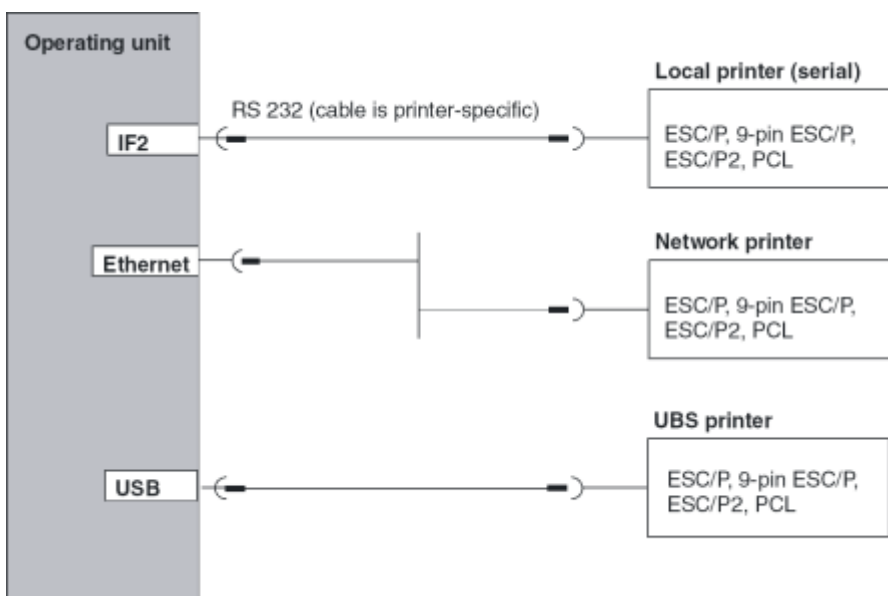 Operating unit
Local printer (serial)
RS 232 (cable is printer-specific)
IF2
ESC/P, 9-pin ESC/P,
ESC/P2, PCL
Network printer
Ethernet
ESC/P, 9-pin ESC/P,
ESC/P2, PCL
UBS printer
USB
ESC/P, 9-pin ESC/P,
ESC/P2, PCL